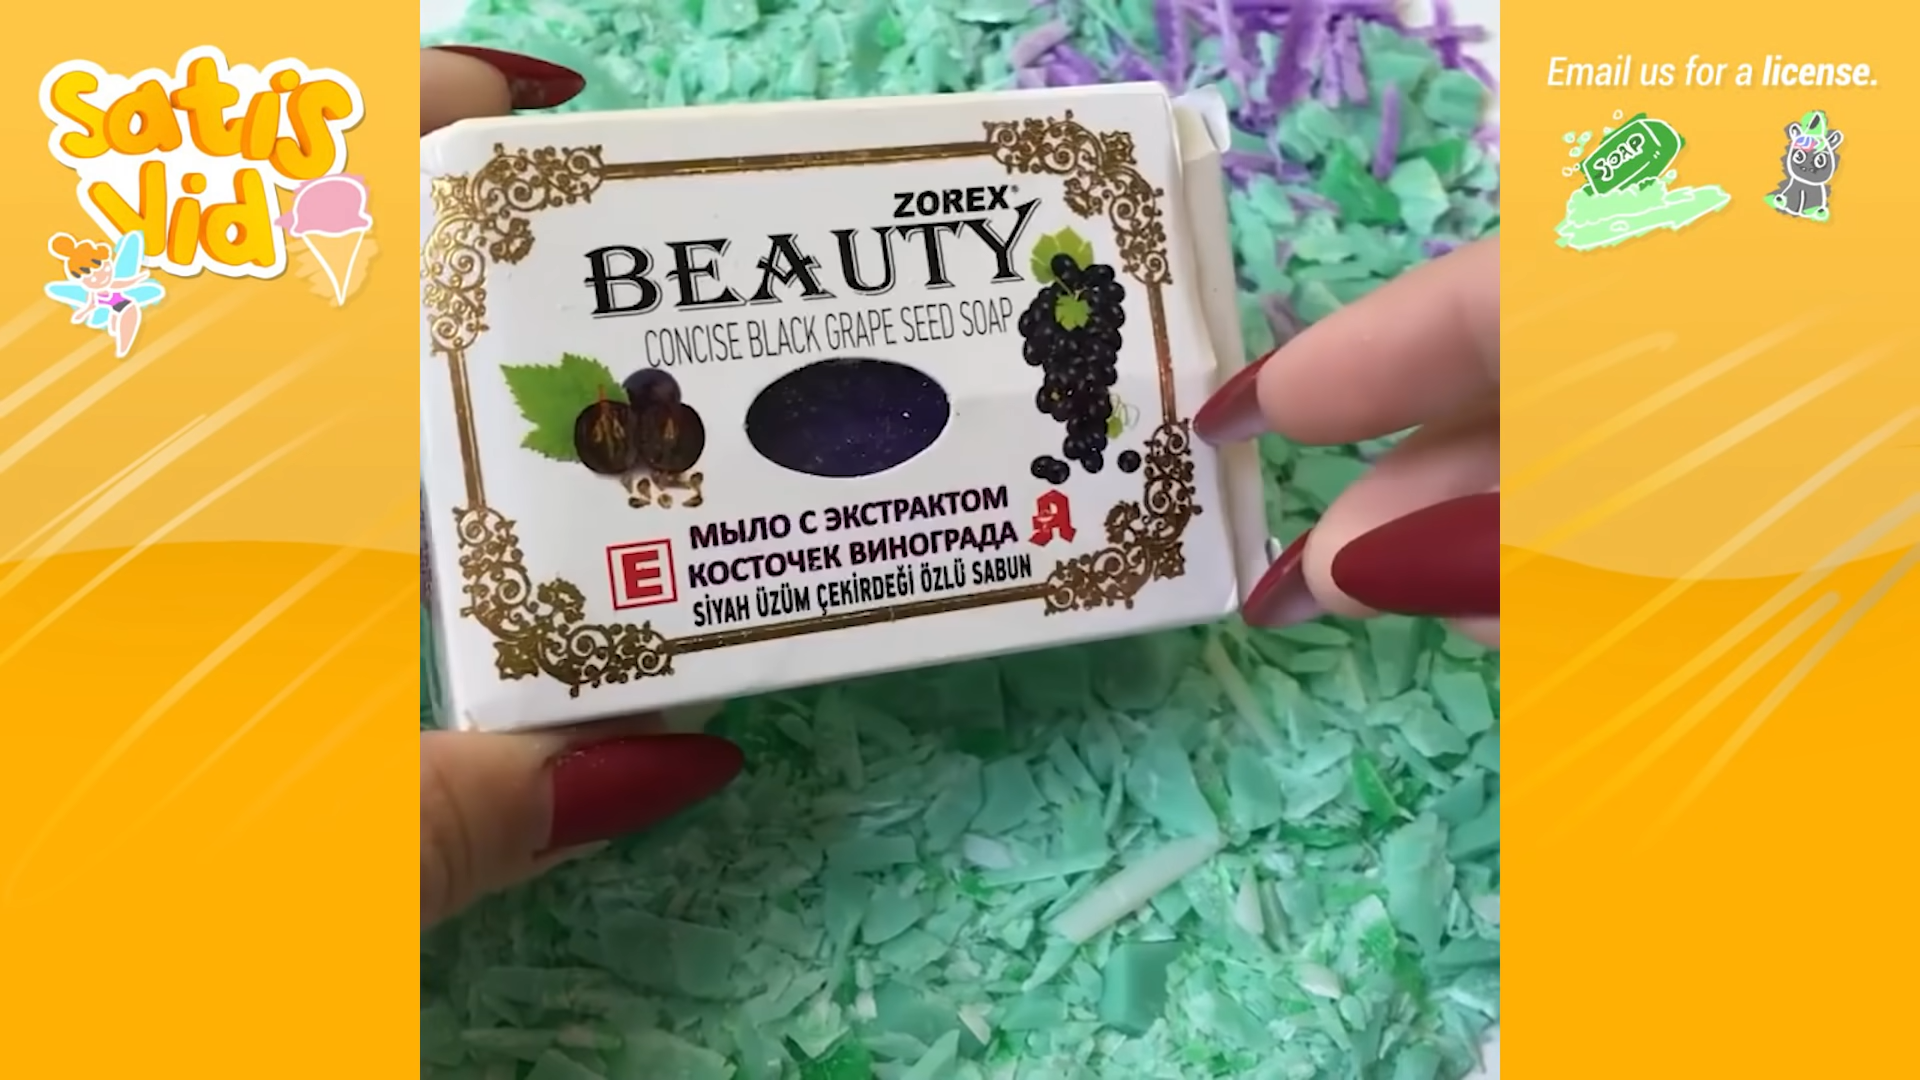 Satis
Vid
Email us for a license.
SOAP
ZOREX®
BEAUTY
CONCISE BLACK GRAPE SEED SOAP
МЫЛО С ЭКСТРАКТОМ
КОСТОЧЕК ВИНОГРАДА
E
SİYAH ÜZÜM ÇEKİRDEĞİ ÖZLÜ SABUN